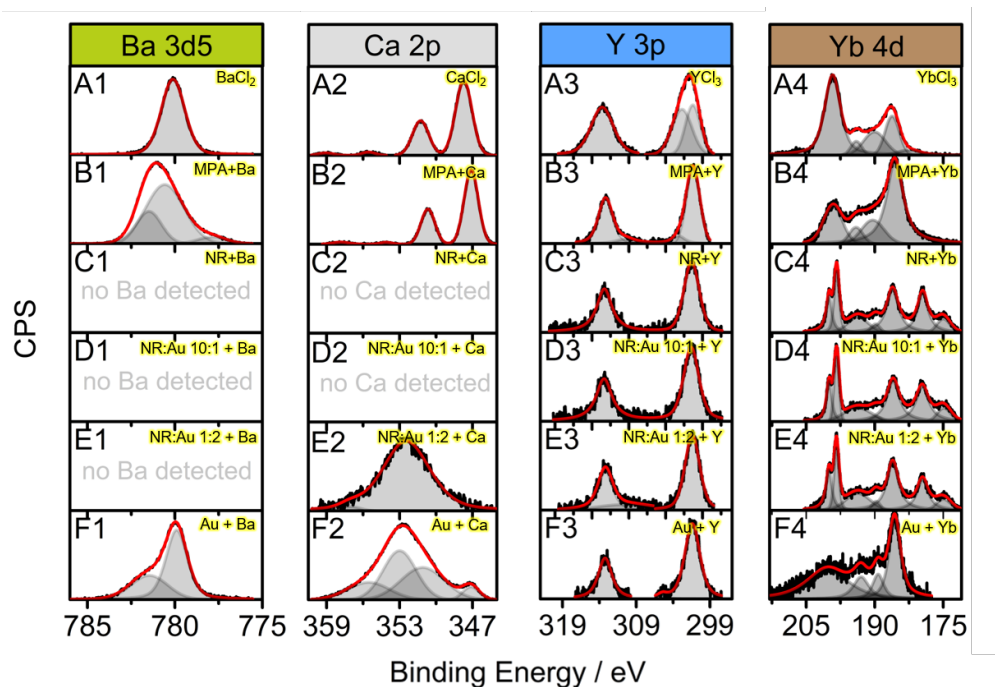 Ba 3d5 Ca 2p Y 3p Yb 4d
A1 BaCl₂ A2 CaCl₂ A3 YCl₃ A4 YbCl₃
B1 MPA+Ba B2 MPA+Ca B3 MPA+Y B4 MPA+Yb
C1 NR+Ba C2 NR+Ca C3 NR+Y C4 NR+Yb
no Ba detected no Ca detected
D1 NR:Au 10:1 + Ba D2 NR:Au 10:1 + Ca D3 NR:Au 10:1 + Y D4 NR:Au 10:1 + Yb
no Ba detected no Ca detected
E1 NR:Au 1:2 + Ba E2 NR:Au 1:2 + Ca E3 NR:Au 1:2 + Y E4 NR:Au 1:2 + Yb
no Ba detected
F1 Au + Ba F2 Au + Ca F3 Au + Y F4 Au + Yb
CPS
785 780 775 359 353 347 319 309 299 205 190 175
Binding Energy / eV